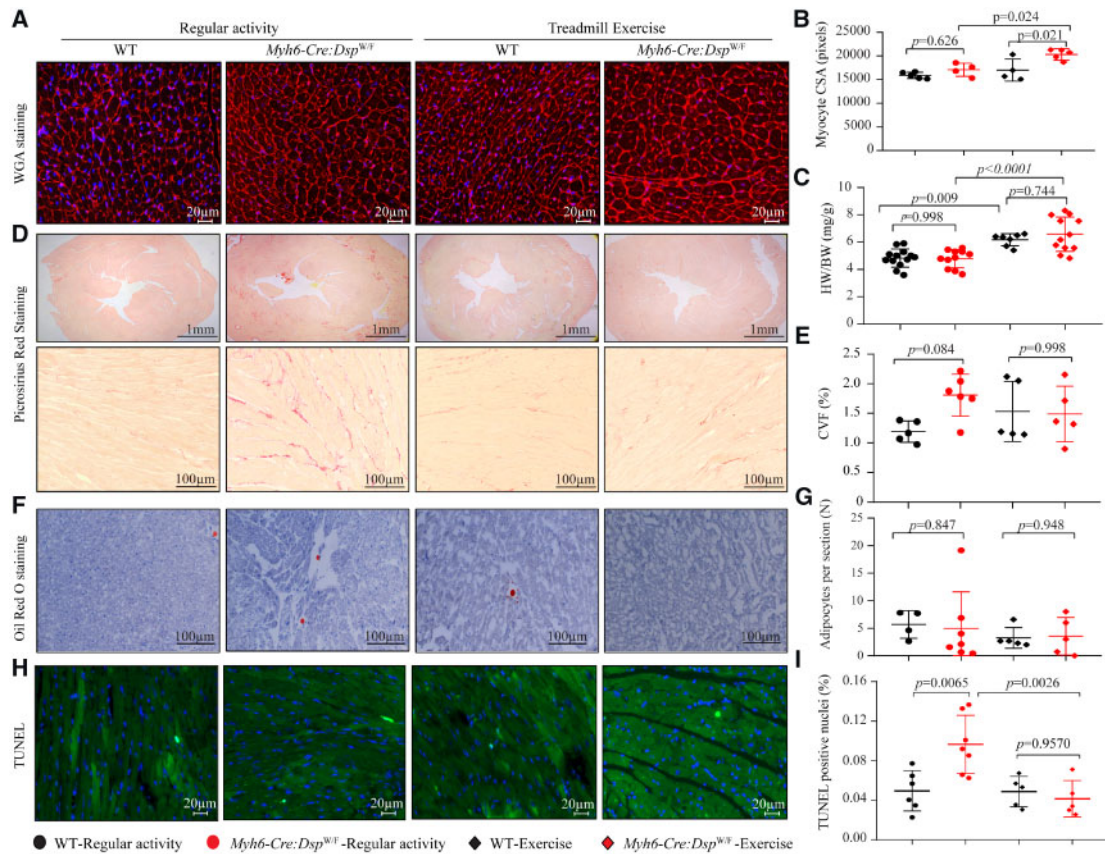 A
Regular activity
Treadmill Exercise
WT
Myh6-Cre:Dsp^W/F
WT
Myh6-Cre:Dsp^W/F
WGA staining
20µm
20µm
20µm
20µm
B
p=0.024
p=0.626
p=0.021
Myocyte CSA (pixels)
25000
20000
15000
10000
5000
0
C
p<0.0001
p=0.009
p=0.744
p=0.998
HW/BW (mg/g)
10
8
6
4
2
0
D
Picrosirius Red Staining
1mm
1mm
1mm
1mm
100µm
100µm
100µm
100µm
E
p=0.084
p=0.998
CVF (%)
2.5
2.0
1.5
1.0
0.5
0.0
F
Oil Red O staining
100µm
100µm
100µm
100µm
G
p=0.847
p=0.948
Adipocytes per section (N)
25
20
15
10
5
0
H
TUNEL
20µm
20µm
20µm
20µm
I
p=0.0065
p=0.0026
p=0.9570
TUNEL positive nuclei (%)
0.16
0.12
0.08
0.04
0.00
WT-Regular activity
Myh6-Cre:Dsp^W/F-Regular activity
WT-Exercise
Myh6-Cre:Dsp^W/F-Exercise